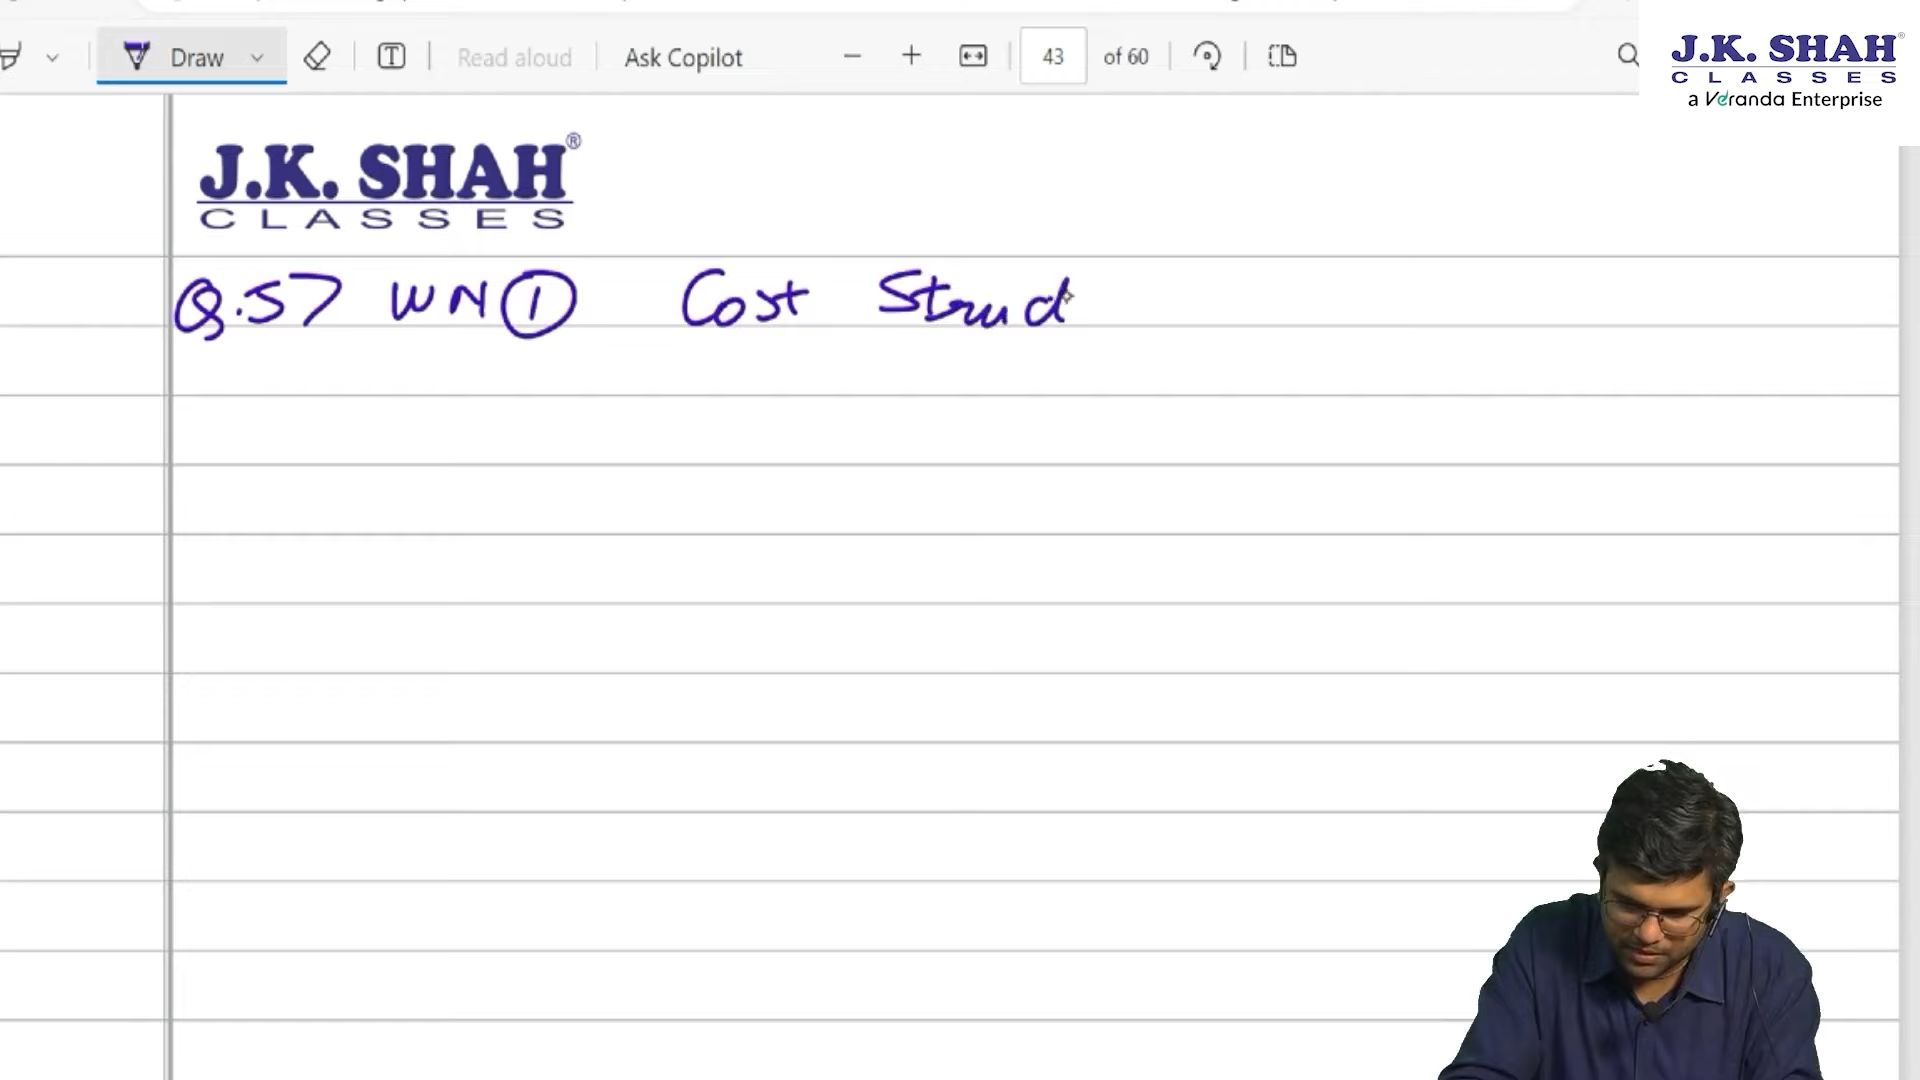 Draw
Read aloud
Ask Copilot
43 of 60
J.K. SHAH®
CLASSES
a Veranda Enterprise
J.K. SHAH®
CLASSES
Q.57 WN ① Cost Struct